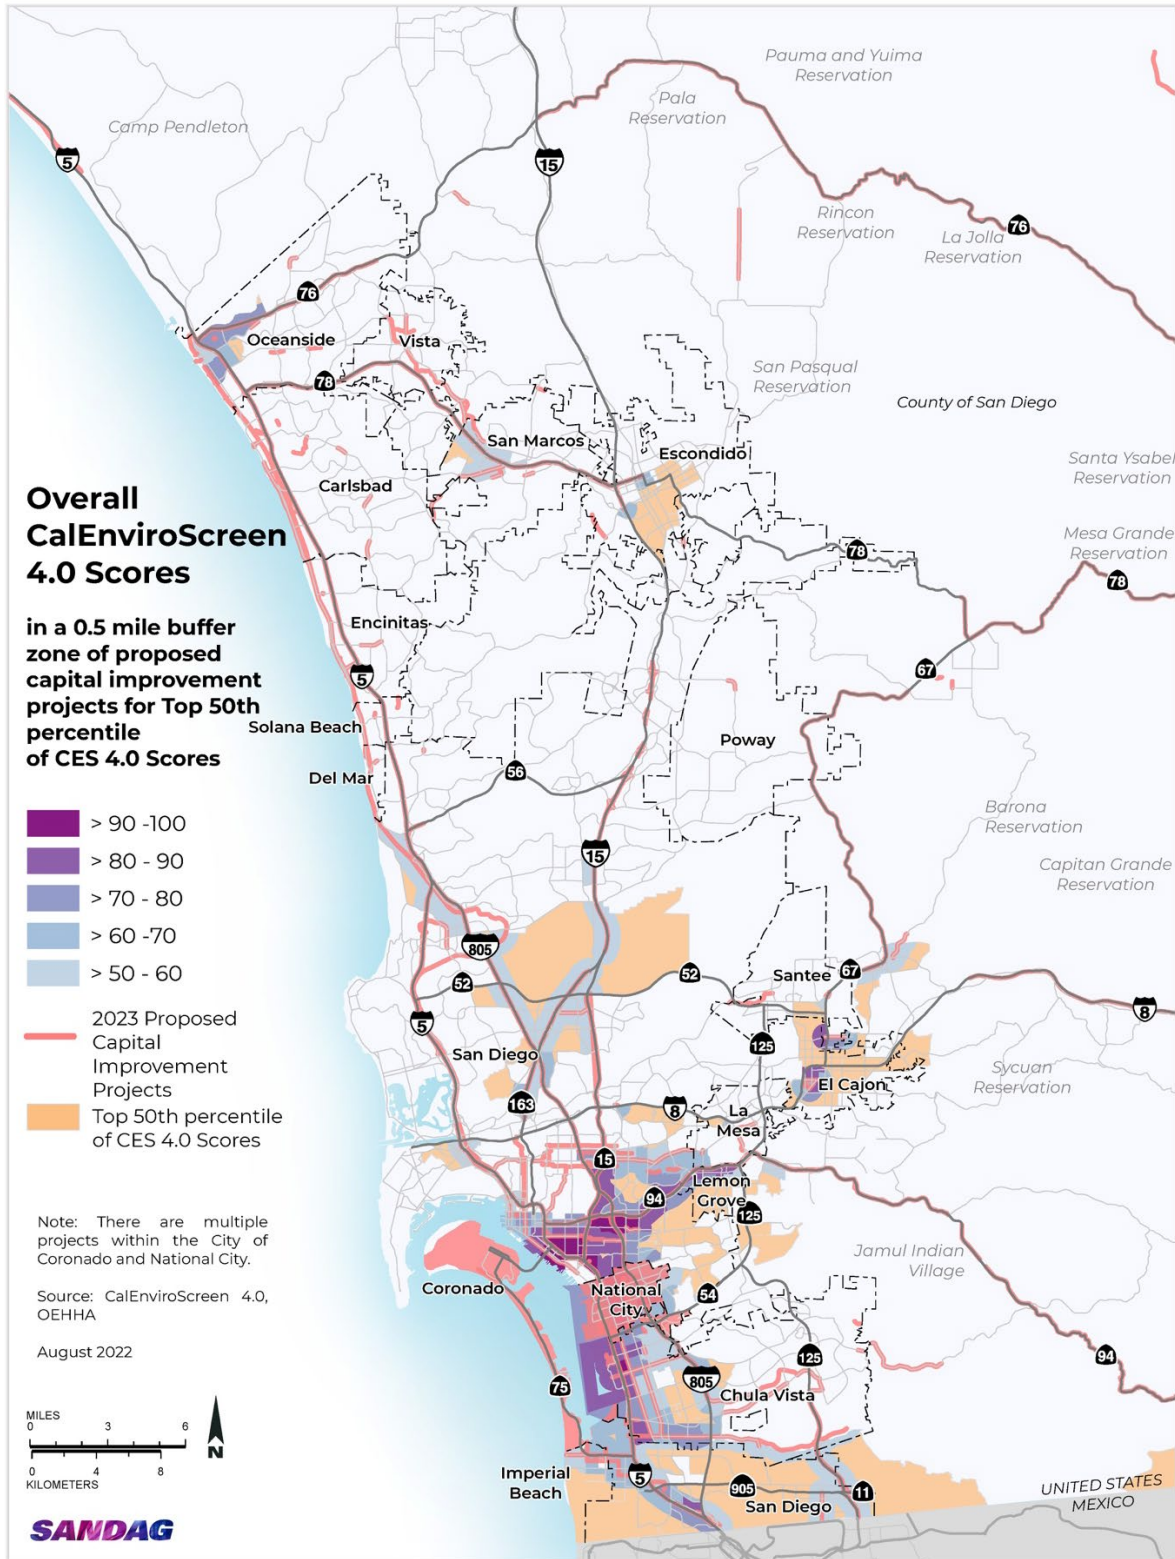 Pauma and Yuima
Reservation
Pala
Reservation
Camp Pendleton
5
15
Rincon
Reservation
La Jolla
Reservation
76
76
Oceanside
Vista
78
San Pasqual
Reservation
County of San Diego
San Marcos
Escondido
Santa Ysabel
Reservation
Carlsbad
Mesa Grande
Reservation
78
78
Overall
CalEnviroScreen
4.0 Scores
in a 0.5 mile buffer
zone of proposed
capital improvement
projects for Top 50th
percentile
of CES 4.0 Scores
Encinitas
5
67
Solana Beach
Poway
Del Mar
56
> 90 -100
> 80 - 90
> 70 - 80
> 60 -70
> 50 - 60
2023 Proposed
Capital
Improvement
Projects
Top 50th percentile
of CES 4.0 Scores
Barona
Reservation
15
Capitan Grande
Reservation
805
52
52
Santee
67
8
5
San Diego
125
Sycuan
Reservation
El Cajon
163
8
La
Mesa
15
Lemon
Grove
94
125
Jamul Indian
Village
Coronado
National
City
54
125
94
75
805
Chula Vista
Imperial
Beach
5
905
San Diego
11
UNITED STATES
MEXICO
Note: There are multiple
projects within the City of
Coronado and National City.
Source: CalEnviroScreen 4.0,
OEHHA
August 2022
MILES
0 3 6
0 4 8
KILOMETERS
N
SANDAG